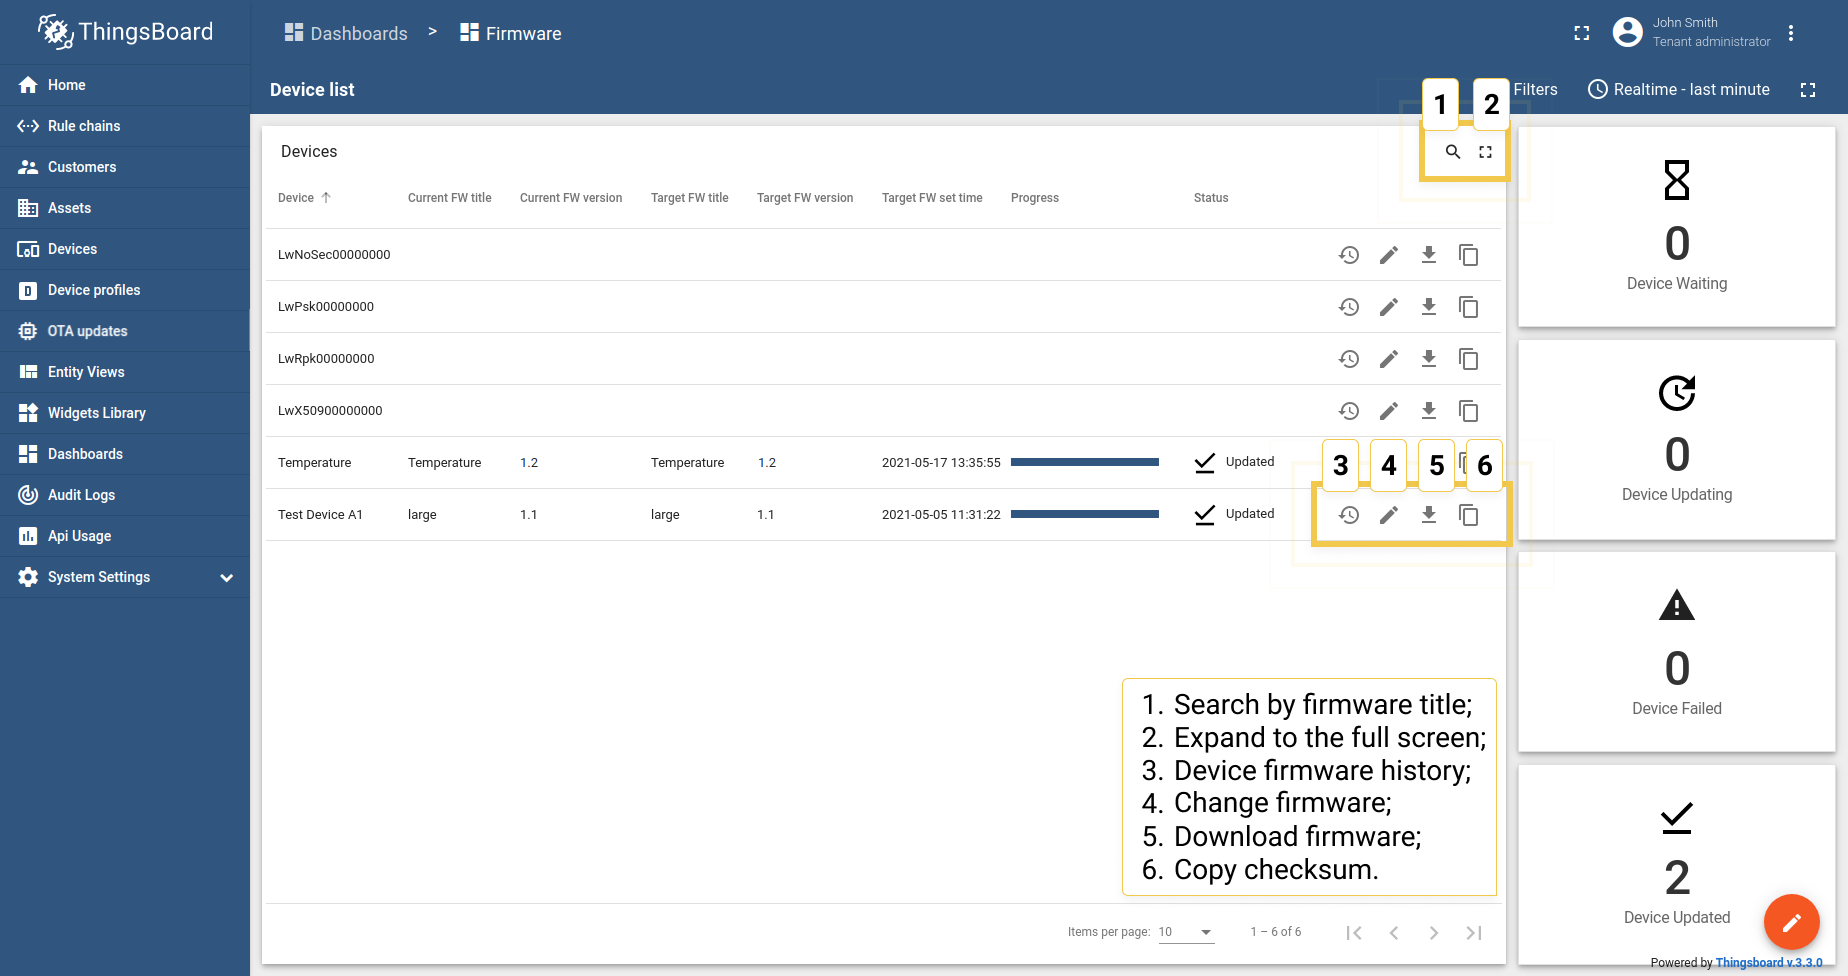 ThingsBoard
Dashboards > Firmware
John Smith
Tenant administrator
Home
Rule chains
Customers
Assets
Devices
Device profiles
OTA updates
Entity Views
Widgets Library
Dashboards
Audit Logs
Api Usage
System Settings
Device list
Filters
Realtime - last minute
1 2
Devices
Device Current FW title Current FW version Target FW title Target FW version Target FW set time Progress Status
LwNoSec00000000
LwPsk00000000
LwRpk00000000
LwX50900000000
Temperature Temperature 1.2 Temperature 1.2 2021-05-17 13:35:55 Updated
3 4 5 6
Test Device A1 large 1.1 large 1.1 2021-05-05 11:31:22 Updated
1. Search by firmware title;
2. Expand to the full screen;
3. Device firmware history;
4. Change firmware;
5. Download firmware;
6. Copy checksum.
Items per page: 10 1 – 6 of 6
0
Device Waiting
0
Device Updating
0
Device Failed
2
Device Updated
Powered by Thingsboard v.3.3.0